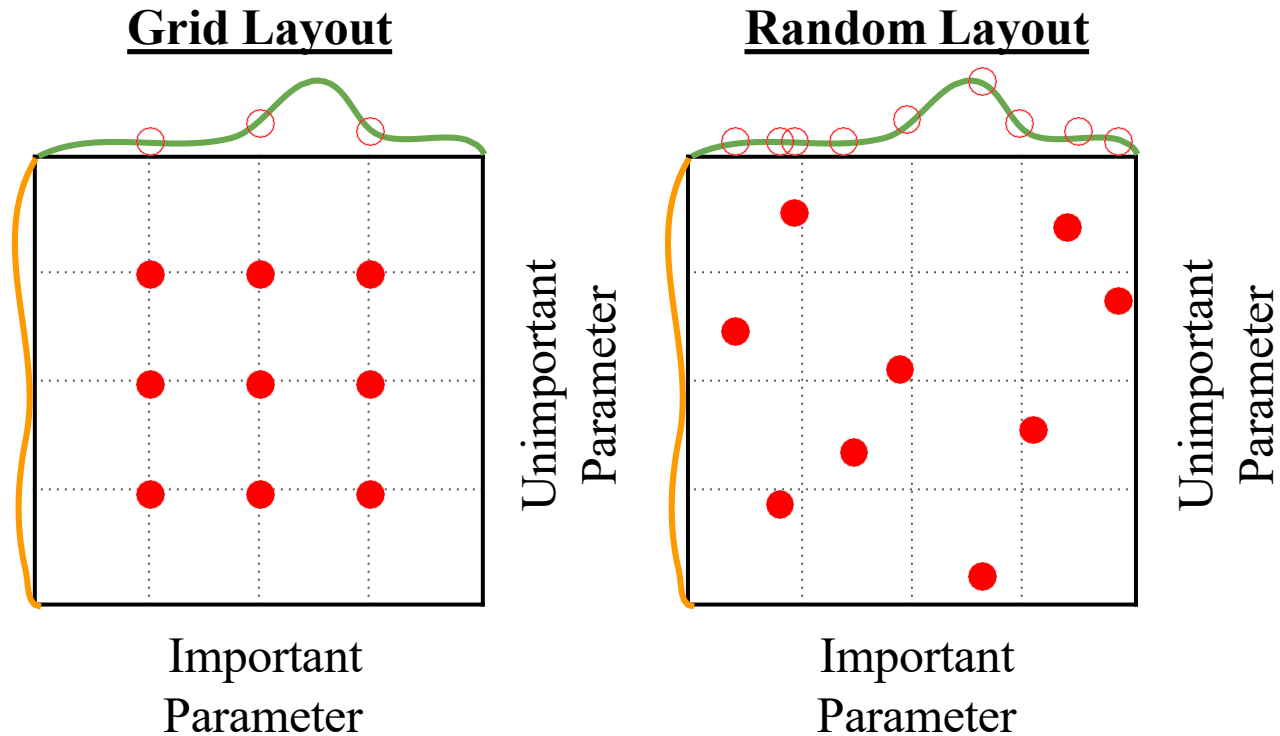 Grid Layout
Unimportant
Parameter
Important
Parameter
Random Layout
Unimportant
Parameter
Important
Parameter